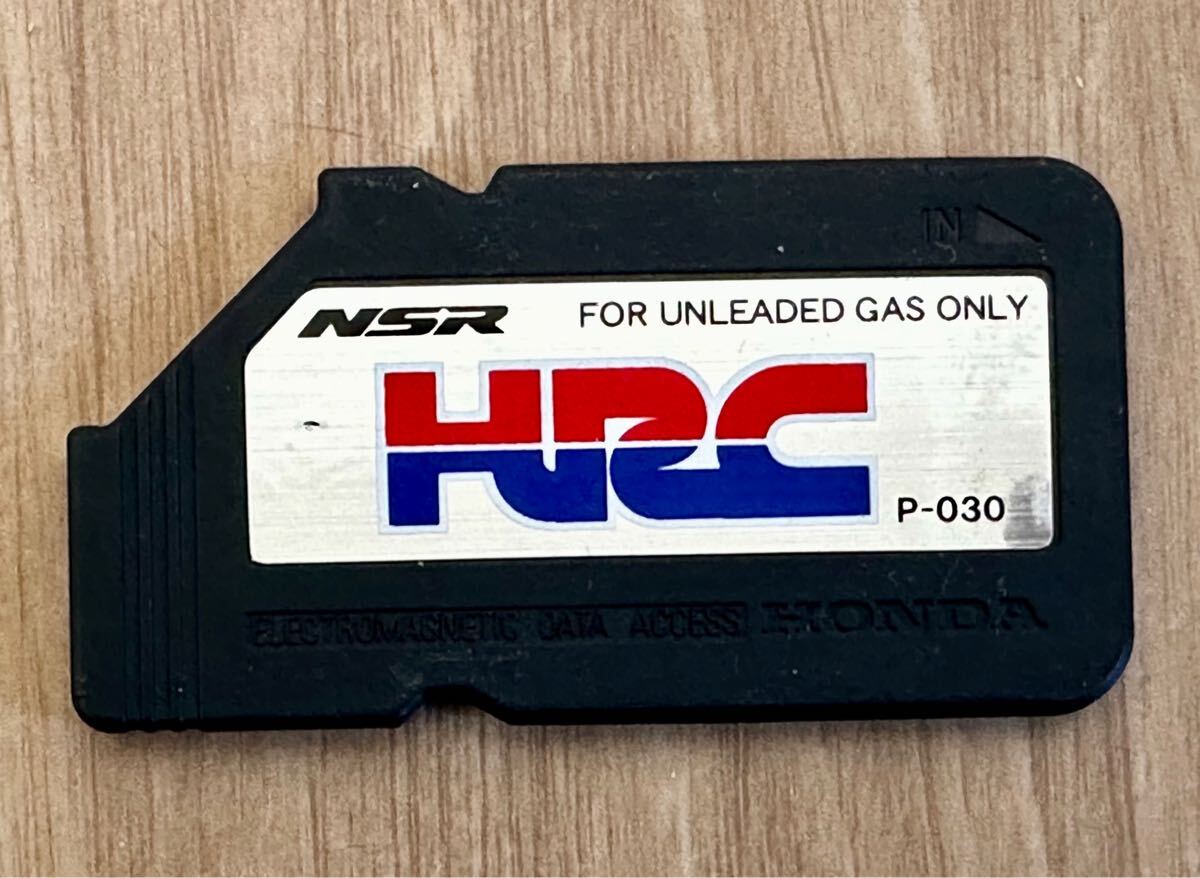 IN
NSR FOR UNLEADED GAS ONLY
HRC
P-030
ELECTROMAGNETIC DATA ACCESS HONDA